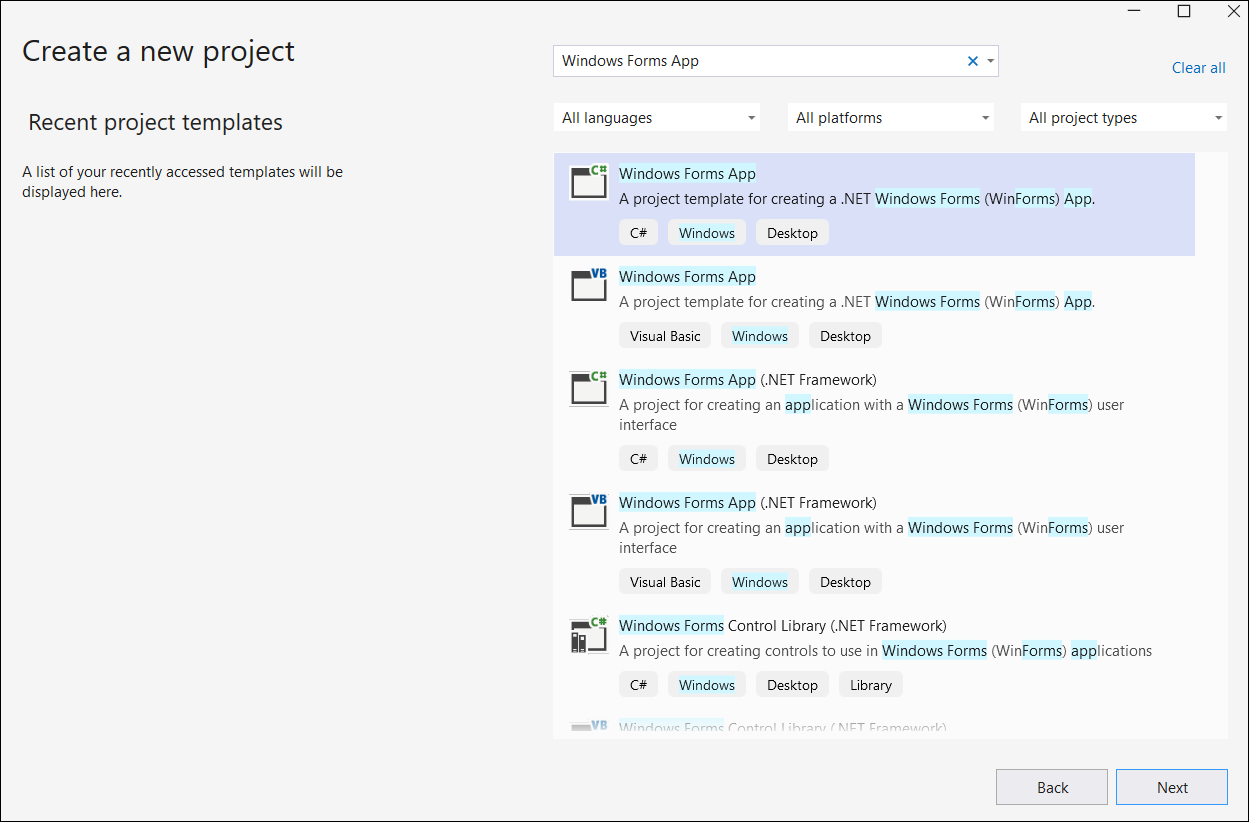 Create a new project
Windows Forms App
Clear all
Recent project templates
All languages
All platforms
All project types
A list of your recently accessed templates will be
displayed here.
C#
Windows Forms App
A project template for creating a .NET Windows Forms (WinForms) App.
C# Windows Desktop
VB
Windows Forms App
A project template for creating a .NET Windows Forms (WinForms) App.
Visual Basic Windows Desktop
C#
Windows Forms App (.NET Framework)
A project for creating an application with a Windows Forms (WinForms) user
interface
C# Windows Desktop
VB
Windows Forms App (.NET Framework)
A project for creating an application with a Windows Forms (WinForms) user
interface
Visual Basic Windows Desktop
C#
Windows Forms Control Library (.NET Framework)
A project for creating controls to use in Windows Forms (WinForms) applications
C# Windows Desktop Library
VB
Windows Forms Control Library (.NET Framework)
Back
Next